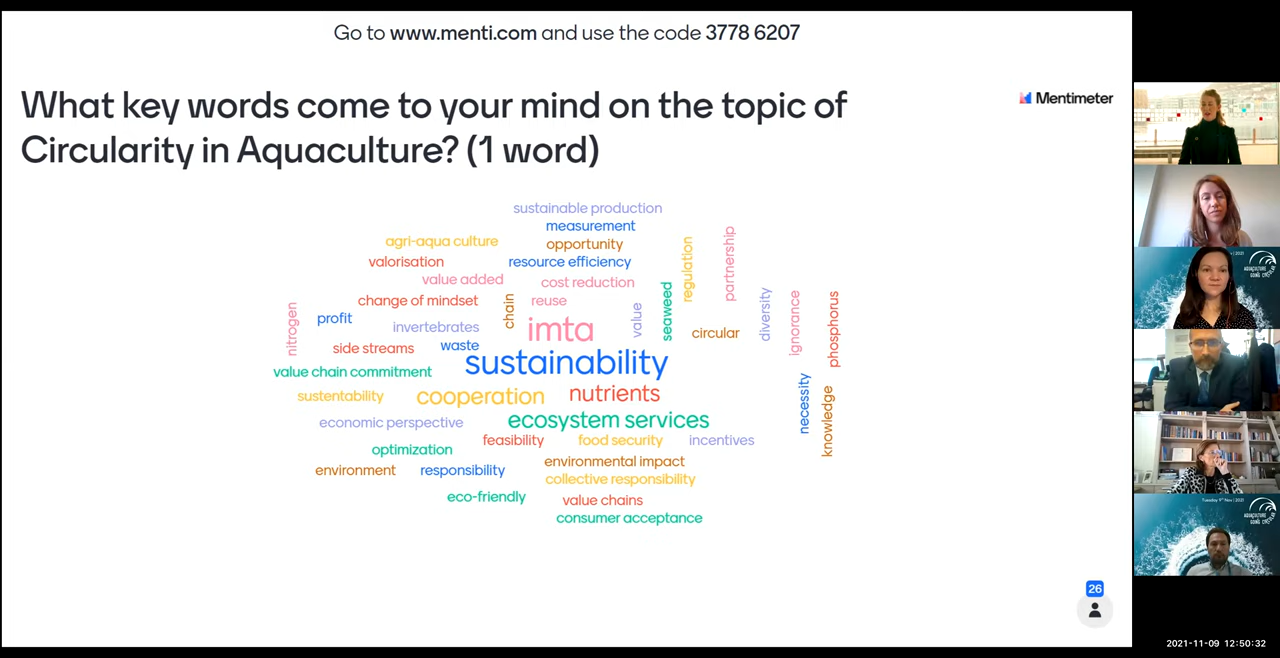 Go to www.menti.com and use the code 3778 6207
What key words come to your mind on the topic of
Circularity in Aquaculture? (1 word)
Mentimeter
sustainable production
measurement
agri-aqua culture
opportunity
regulation
partnership
valorisation
resource efficiency
value added
cost reduction
seaweed
diversity
ignorance
phosphorus
change of mindset
chain
reuse
nitrogen
profit
invertebrates
imta
value
circular
side streams
waste
sustainability
value chain commitment
necessity
knowledge
sustentability
cooperation
nutrients
economic perspective
ecosystem services
feasibility
food security
incentives
optimization
environmental impact
environment
responsibility
collective responsibility
eco-friendly
value chains
consumer acceptance
26
Tuesday 9th Nov | 2021
AQUACULTURE
2021-11-09 12:50:32